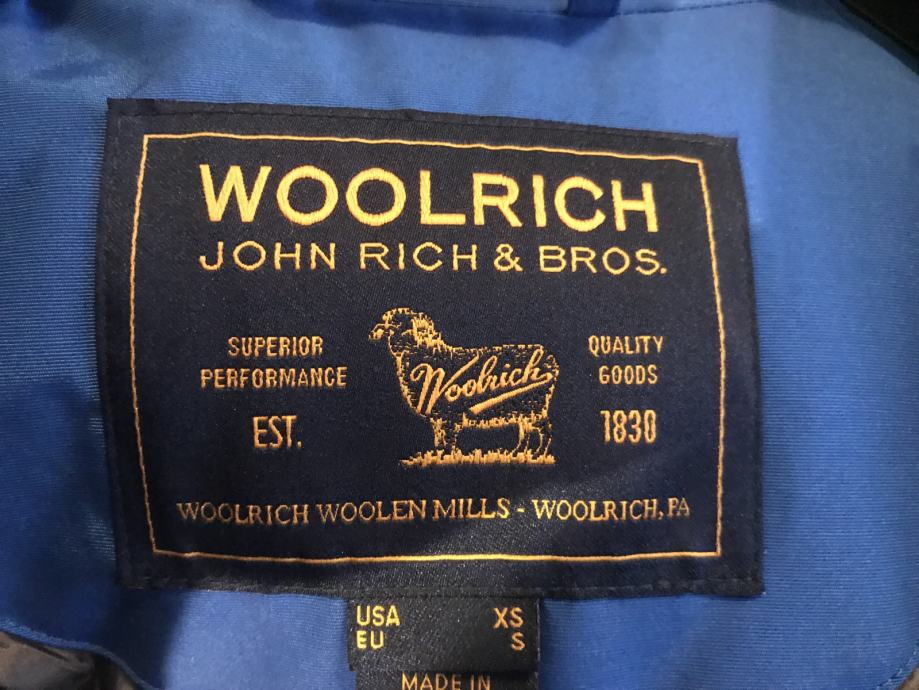 WOOLRICH
JOHN RICH & BROS.
SUPERIOR
PERFORMANCE
EST.
Woolrich
QUALITY
GOODS
1830
WOOLRICH WOOLEN MILLS - WOOLRICH, PA
USA XS
EU S
MADE IN